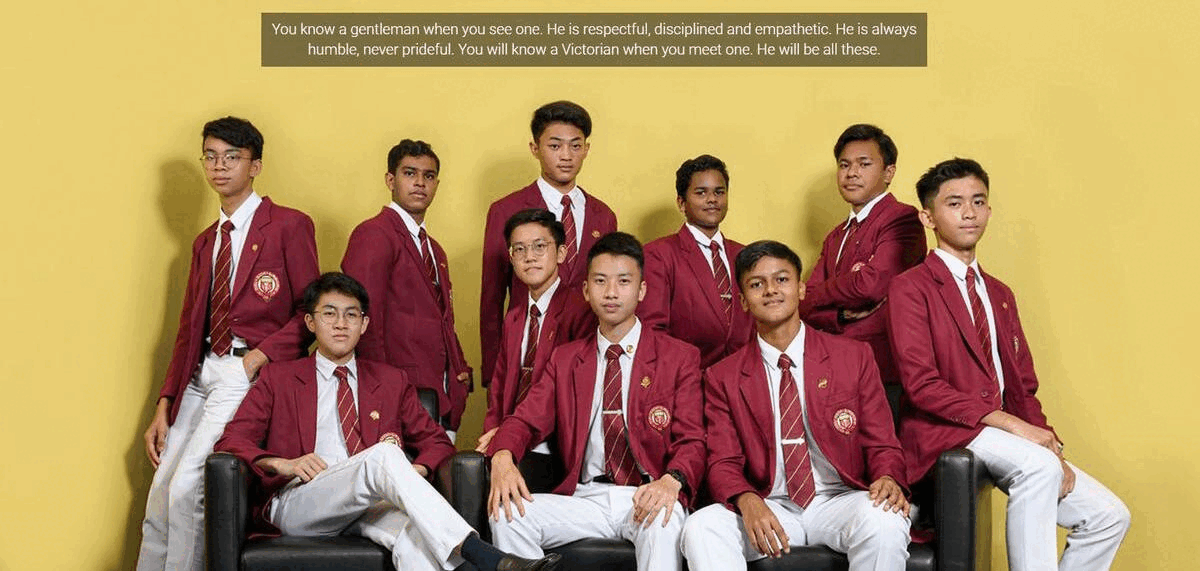 You know a gentleman when you see one. He is respectful, disciplined and empathetic. He is always
humble, never prideful. You will know a Victorian when you meet one. He will be all these.